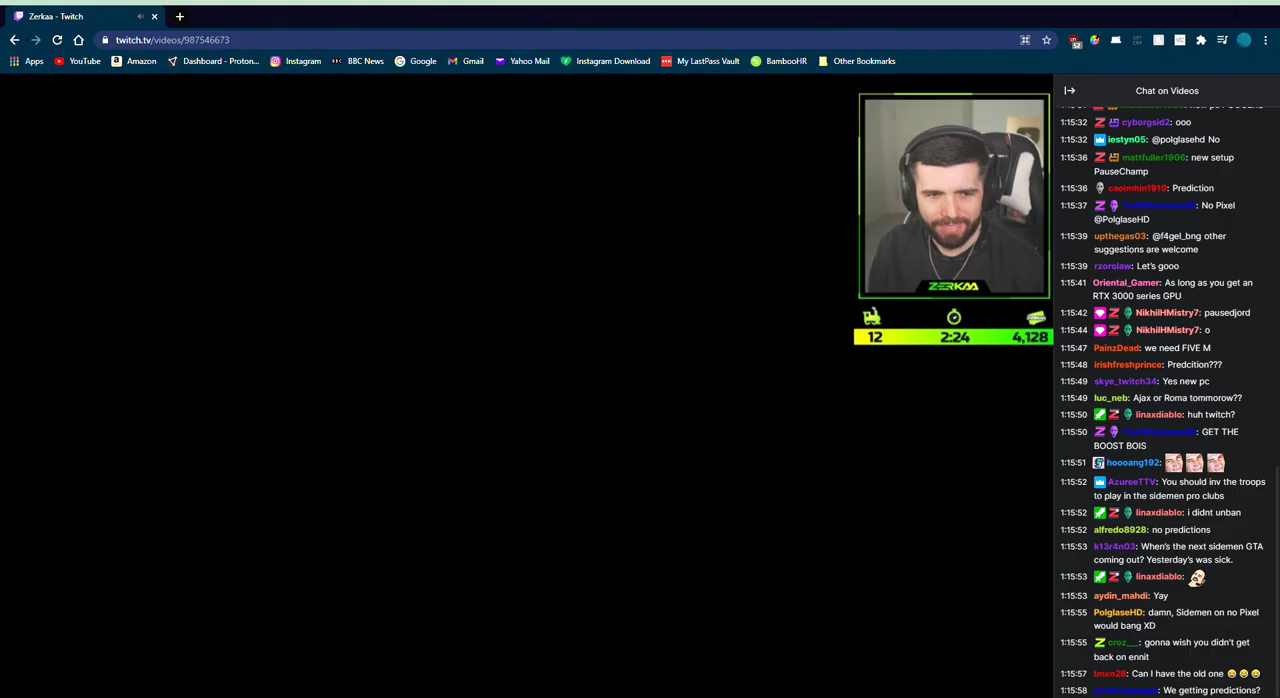 Zerkaa - Twitch
twitch.tv/videos/987546673
52
Apps YouTube Amazon Dashboard - Proton... Instagram BBC News Google Gmail Yahoo Mail Instagram Download My LastPass Vault BambooHR Other Bookmarks
Chat on Videos
1:15:32 cyborgsid2: ooo
1:15:32 iestyn05: @polglasehd No
1:15:36 mattfuller1906: new setup
PauseChamp
1:15:36 caoimhin1910: Prediction
1:15:37 No Pixel
@PolglaseHD
1:15:39 upthegas03: @f4gel_bng other
suggestions are welcome
1:15:39 rzorolaw: Let's gooo
1:15:41 Oriental_Gamer: As long as you get an
RTX 3000 series GPU
1:15:42 NikhilHMistry7: pausedjord
1:15:44 NikhilHMistry7: o
1:15:47 PainzDead: we need FIVE M
1:15:48 irishfreshprince: Predcition???
1:15:49 skye_twitch34: Yes new pc
1:15:49 luc_neb: Ajax or Roma tommorow??
1:15:50 linaxdiablo: huh twitch?
1:15:50 GET THE
BOOST BOIS
1:15:51 hoooang192:
1:15:52 AzureeTTV: You should inv the troops
to play in the sidemen pro clubs
1:15:52 linaxdiablo: i didnt unban
1:15:52 alfredo8928: no predictions
1:15:53 k13r4n03: When's the next sidemen GTA
coming out? Yesterday's was sick.
1:15:53 linaxdiablo:
1:15:53 aydin_mahdi: Yay
1:15:55 PolglaseHD: damn, Sidemen on no Pixel
would bang XD
1:15:55 croz__: gonna wish you didn't get
back on ennit
1:15:57 lmxn28: Can I have the old one 😂 😂 😂
1:15:58 We getting predictions?
ZERKAA
12 2:24 4,128